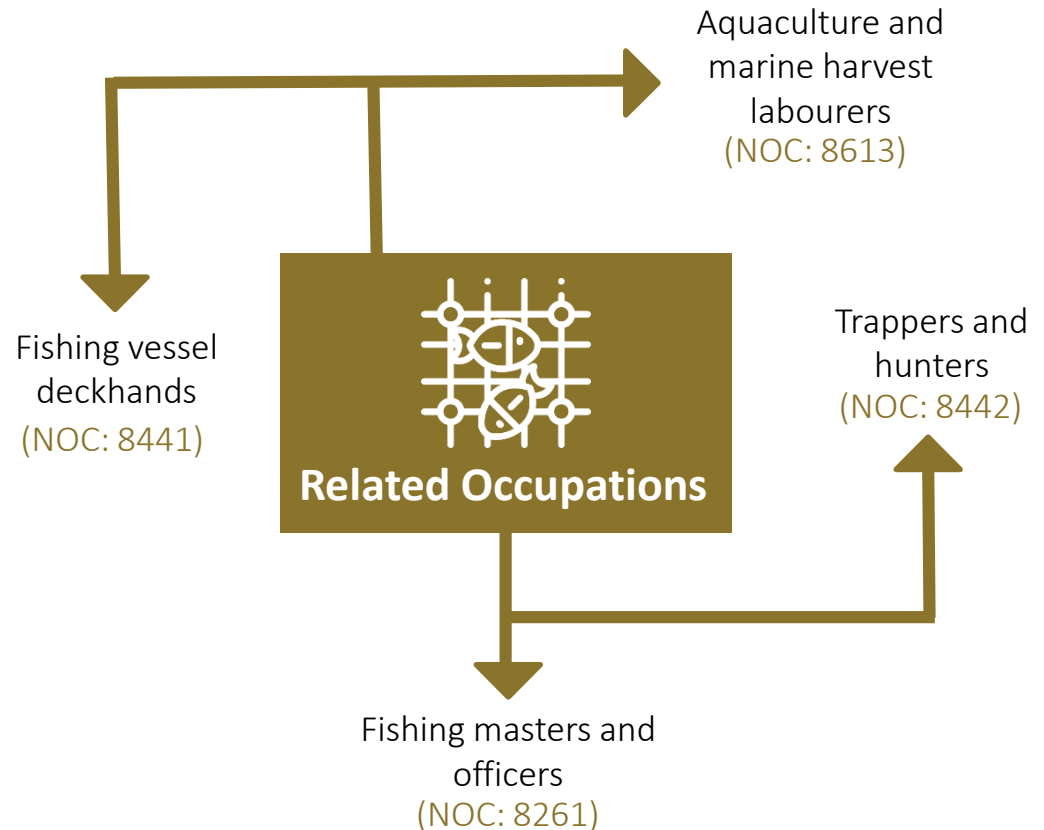 Aquaculture and
marine harvest
labourers
(NOC: 8613)
Fishing vessel
deckhands
(NOC: 8441)
Trappers and
hunters
(NOC: 8442)
Related Occupations
Fishing masters and
officers
(NOC: 8261)